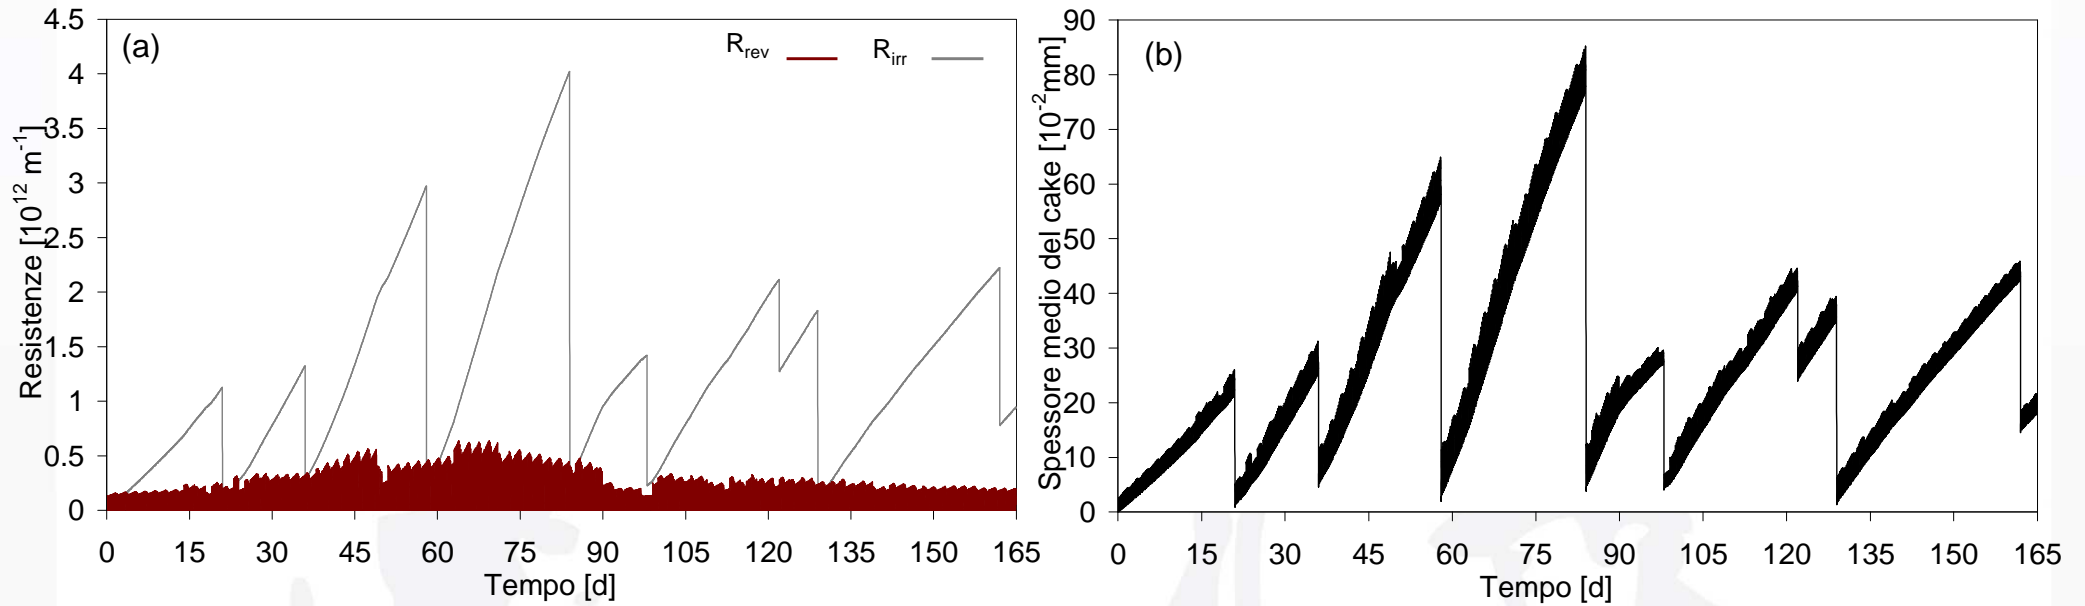 (a)
R_rev R_irr
Resistenze [10^12 m^-1]
4.5
4
3.5
3
2.5
2
1.5
1
0.5
0
0 15 30 45 60 75 90 105 120 135 150 165
Tempo [d]
(b)
Spessore medio del cake [10^-2 mm]
90
80
70
60
50
40
30
20
10
0
0 15 30 45 60 75 90 105 120 135 150 165
Tempo [d]